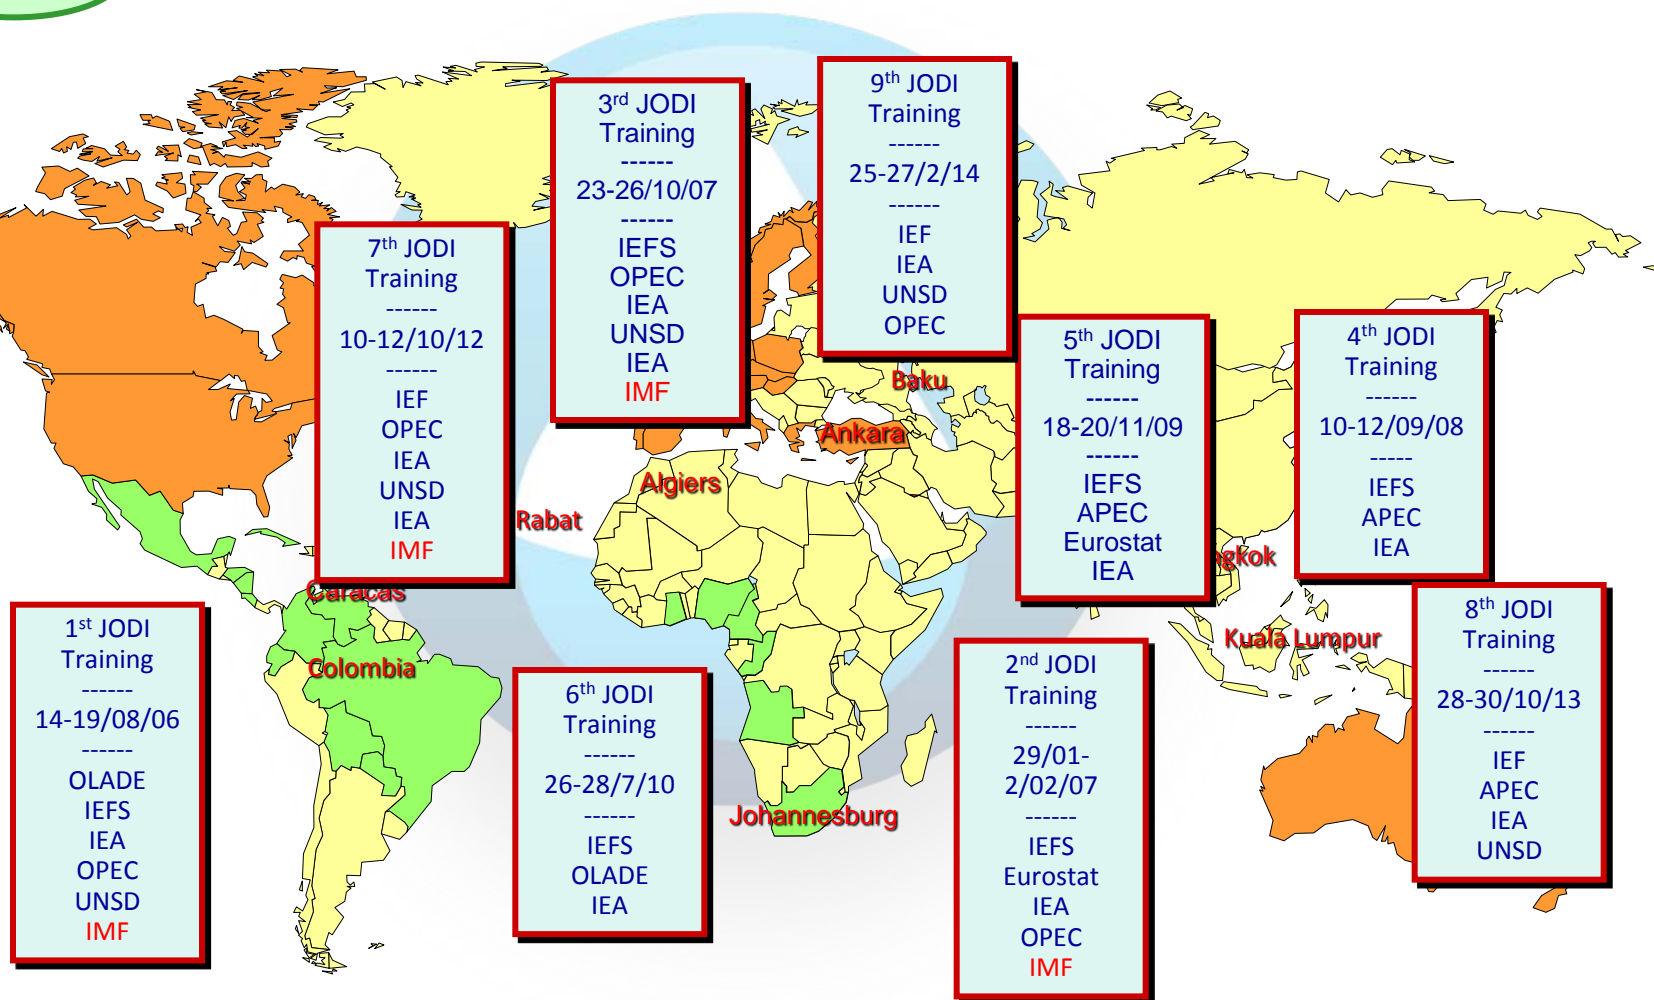 9th JODI
Training
------
25-27/2/14
------
IEF
IEA
UNSD
OPEC
3rd JODI
Training
------
23-26/10/07
------
IEFS
OPEC
IEA
UNSD
IEA
IMF
7th JODI
Training
------
10-12/10/12
------
IEF
OPEC
IEA
UNSD
IEA
IMF
5th JODI
Training
------
18-20/11/09
------
IEFS
APEC
Eurostat
IEA
4th JODI
Training
------
10-12/09/08
-----
IEFS
APEC
IEA
Baku
Ankara
Algiers
Rabat
gkok
Caracas
Colombia
Kuala Lumpur
Johannesburg
1st JODI
Training
------
14-19/08/06
------
OLADE
IEFS
IEA
OPEC
UNSD
IMF
6th JODI
Training
------
26-28/7/10
------
IEFS
OLADE
IEA
2nd JODI
Training
------
29/01-
2/02/07
------
IEFS
Eurostat
IEA
OPEC
IMF
8th JODI
Training
------
28-30/10/13
------
IEF
APEC
IEA
UNSD